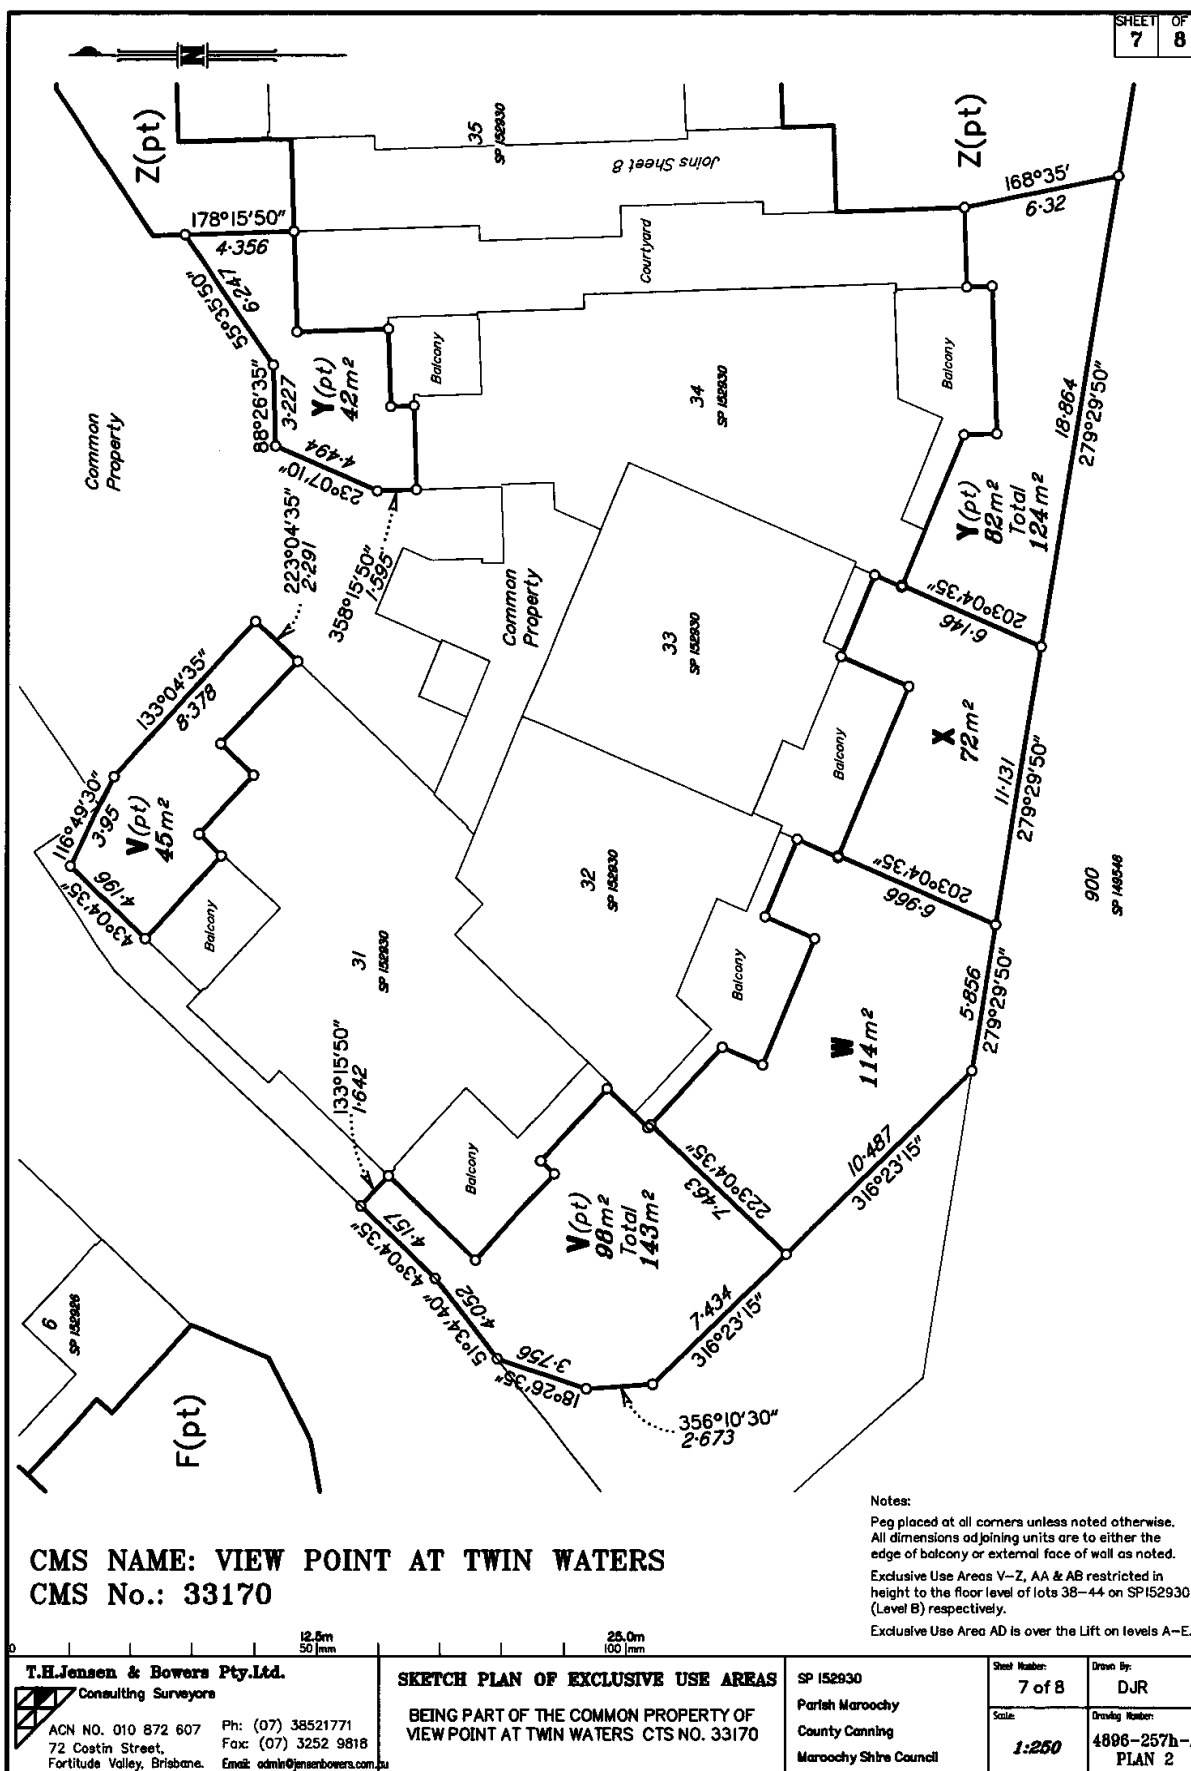 SHEET OF
7 8
N
Z(pt)
35
SP 152930
Joins Sheet 8
Z(pt)
168°35'
6·32
178°15'50"
4·356
Courtyard
55°35'50"
6·247
Balcony
Balcony
88°26'35"
3·227
Y(pt)
42m²
34
SP 152930
18·864
279°29'50"
Common
Property
4·494
23°07'10"
Y(pt)
82m²
Total
124m²
223°04'35"
2·291
358°15'50"
1·595
Common
Property
203°04'35"
6·146
33
SP 152930
133°04'35"
8·378
X
72m²
Balcony
11·131
279°29'50"
116°49'30"
3·95
V(pt)
45m²
203°04'35"
6·966
32
SP 152930
900
SP 149546
4·196
43°04'35"
Balcony
31
SP 152930
Balcony
5·856
279°29'50"
W
114m²
133°15'50"
1·642
Balcony
223°04'35"
7·463
10·487
316°23'15"
V(pt)
98m²
Total
143m²
4·157
43°04'35"
4·052
51°34'40"
7·434
316°23'15"
6
SP 152926
3·756
18°26'35"
356°10'30"
2·673
F(pt)
Notes:
Peg placed at all corners unless noted otherwise.
All dimensions adjoining units are to either the
edge of balcony or external face of wall as noted.
Exclusive Use Areas V-Z, AA & AB restricted in
height to the floor level of lots 38-44 on SP152930
(Level B) respectively.
Exclusive Use Area AD is over the Lift on levels A-E.
CMS NAME: VIEW POINT AT TWIN WATERS
CMS No.: 33170
0 12.5m 25.0m
50 mm 100 mm
T.H.Jensen & Bowers Pty.Ltd.
Consulting Surveyors
ACN NO. 010 872 607 Ph: (07) 38521771
72 Costin Street, Fax: (07) 3252 9818
Fortitude Valley, Brisbane. Email: admin@jensenbowers.com.au
SKETCH PLAN OF EXCLUSIVE USE AREAS
BEING PART OF THE COMMON PROPERTY OF
VIEW POINT AT TWIN WATERS CTS NO. 33170
SP 152930
Parish Maroochy
County Canning
Maroochy Shire Council
Sheet Number:
7 of 8
Drawn By:
DJR
Scale:
1:250
Drawing Number:
4896-257h-
PLAN 2